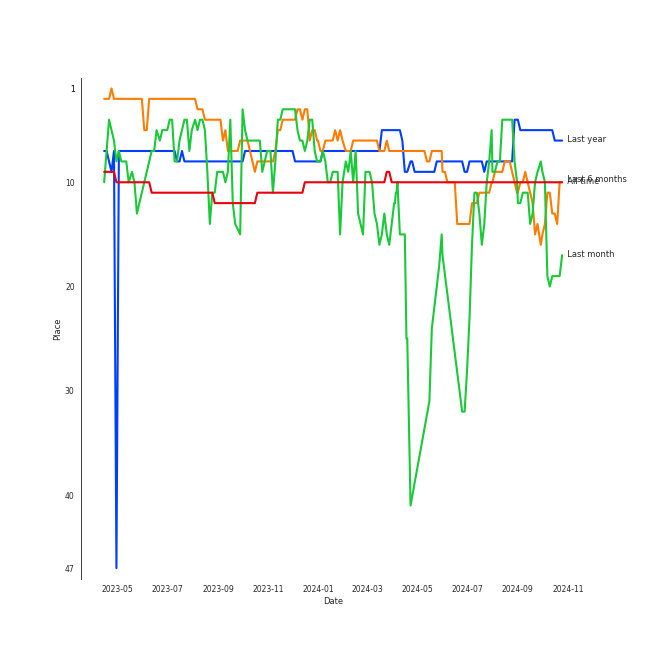 1
10
20
30
40
47
Place
2023-05
2023-07
2023-09
2023-11
2024-01
2024-03
2024-05
2024-07
2024-09
2024-11
Date
Last year
Last 6 months
All time
Last month